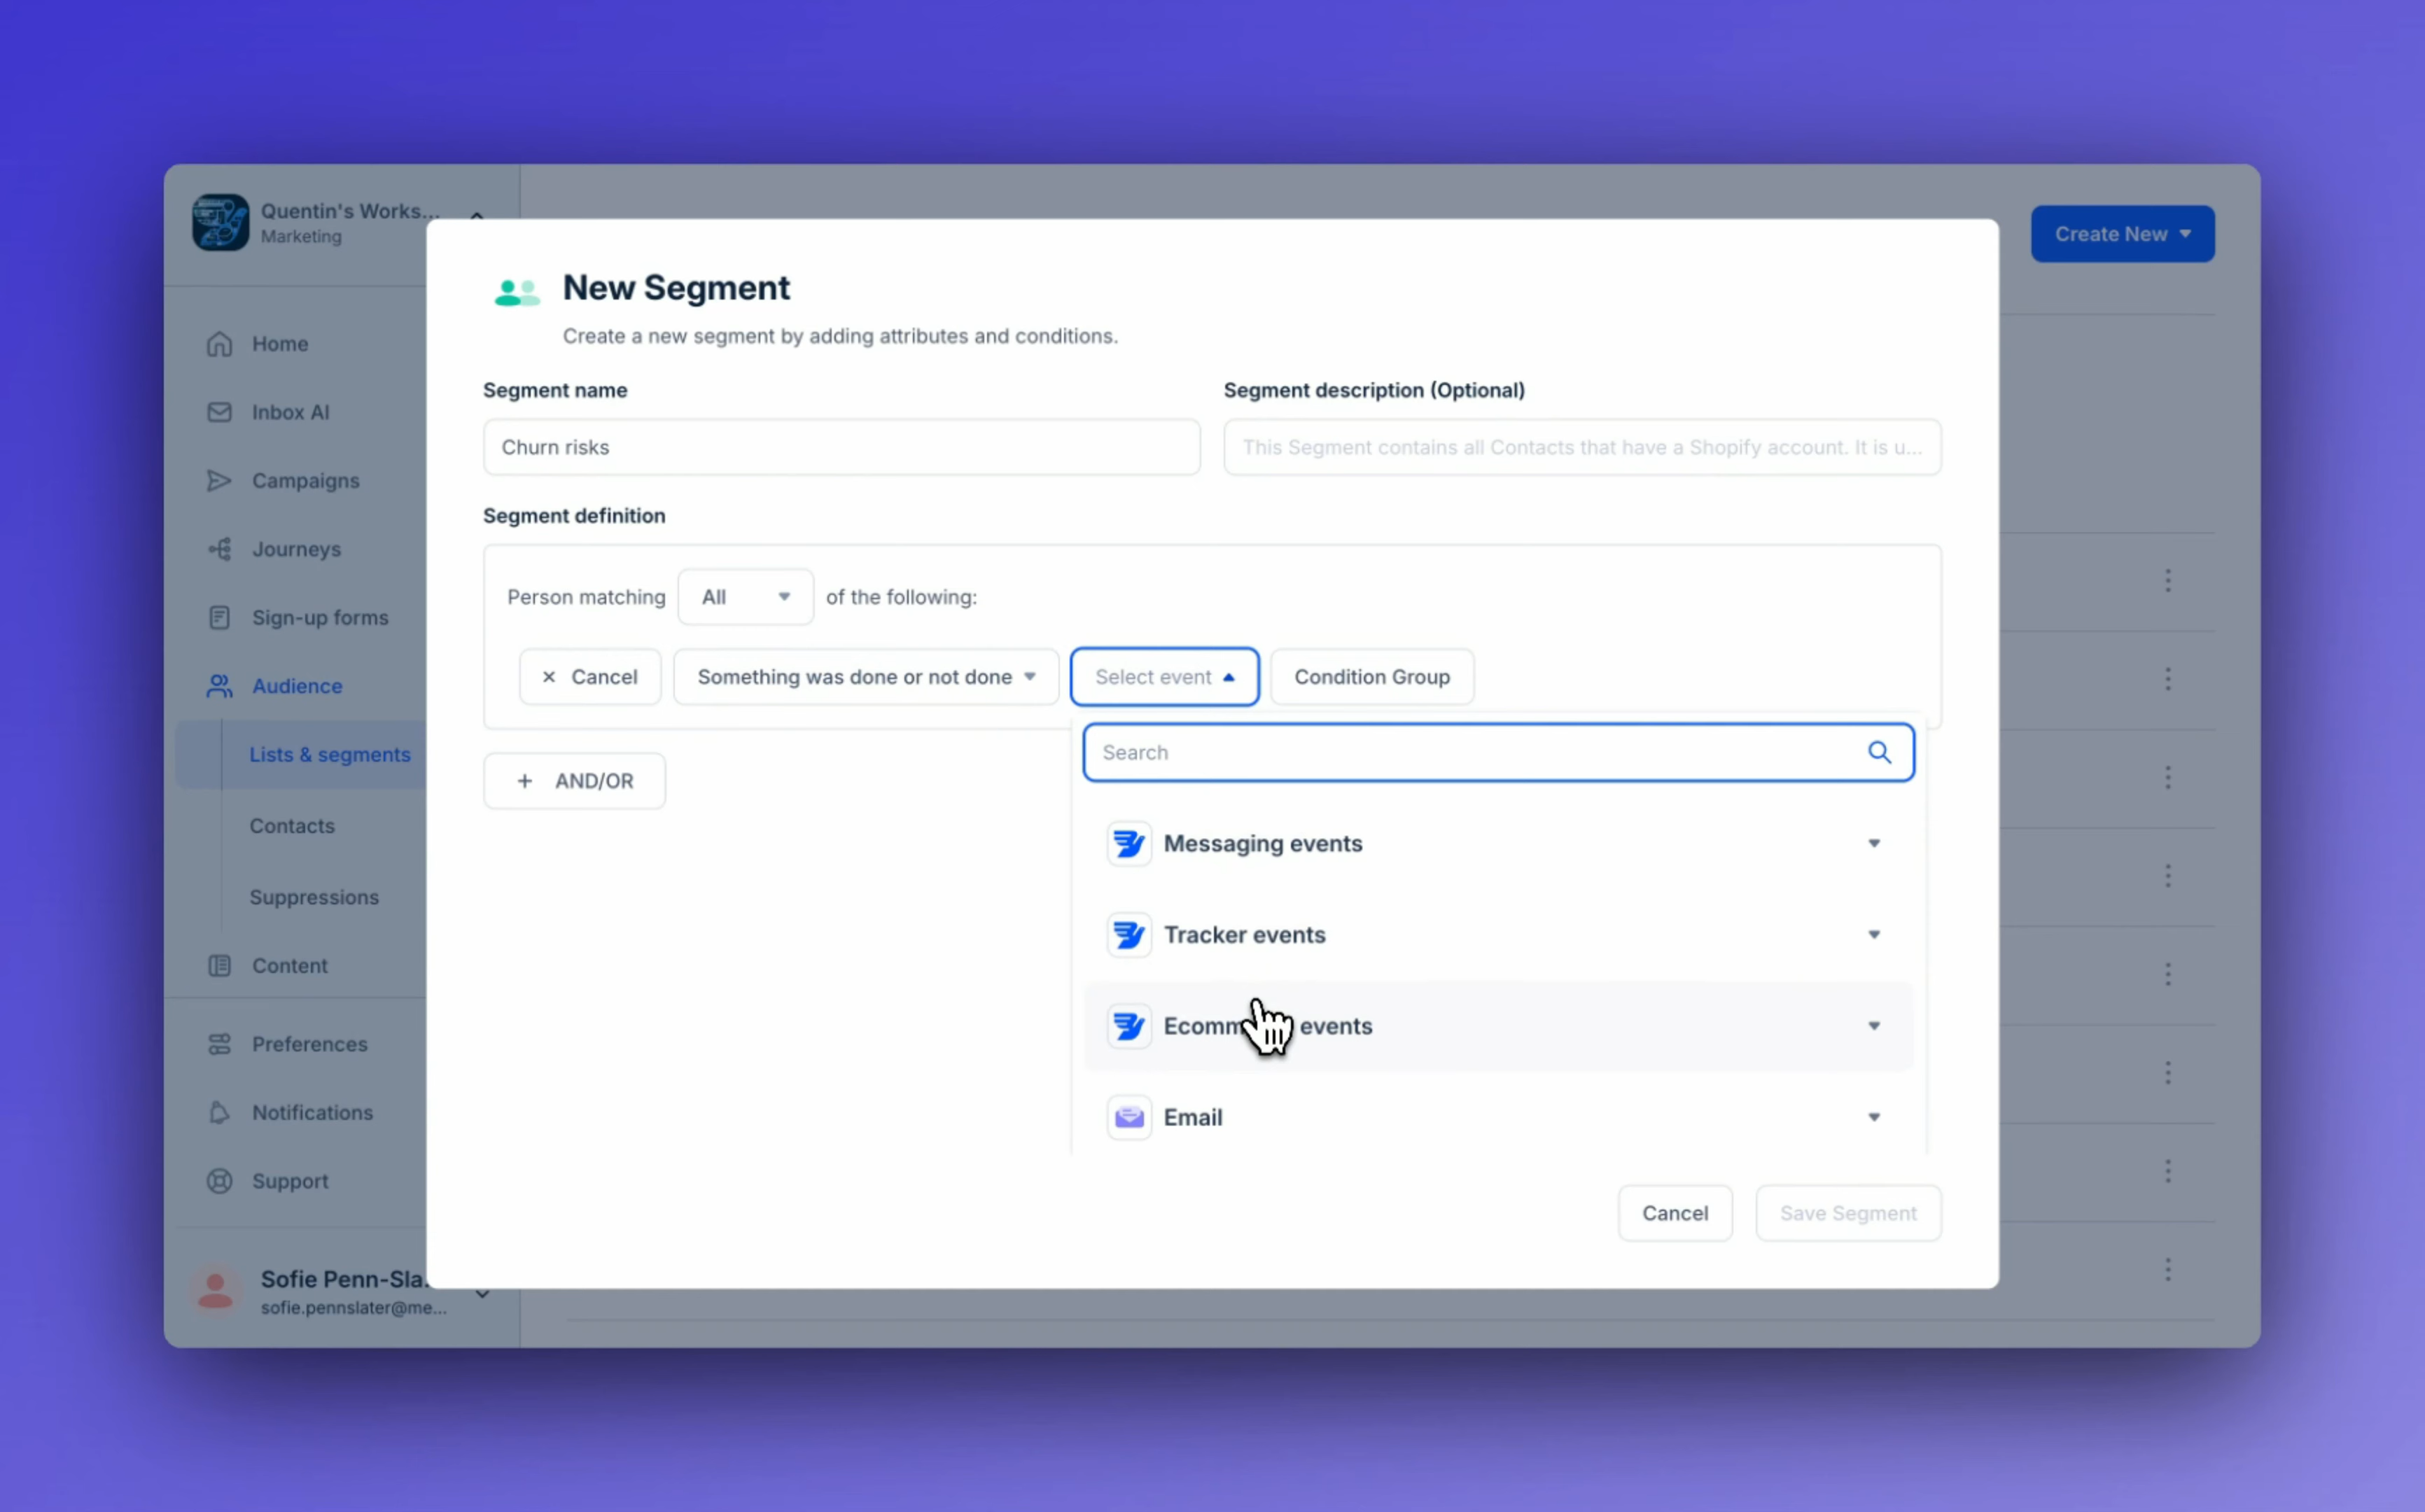 Quentin's Works...
Marketing
Create New
Home
Inbox AI
Campaigns
Journeys
Sign-up forms
Audience
Lists & segments
Contacts
Suppressions
Content
Preferences
Notifications
Support
Sofie Penn-Sla.
sofie.pennslater@me...
New Segment
Create a new segment by adding attributes and conditions.
Segment name
Churn risks
Segment description (Optional)
This Segment contains all Contacts that have a Shopify account. It is u...
Segment definition
Person matching All of the following:
× Cancel Something was done or not done Select event Condition Group
+ AND/OR
Search
Messaging events
Tracker events
events
Email
Cancel Save Segment